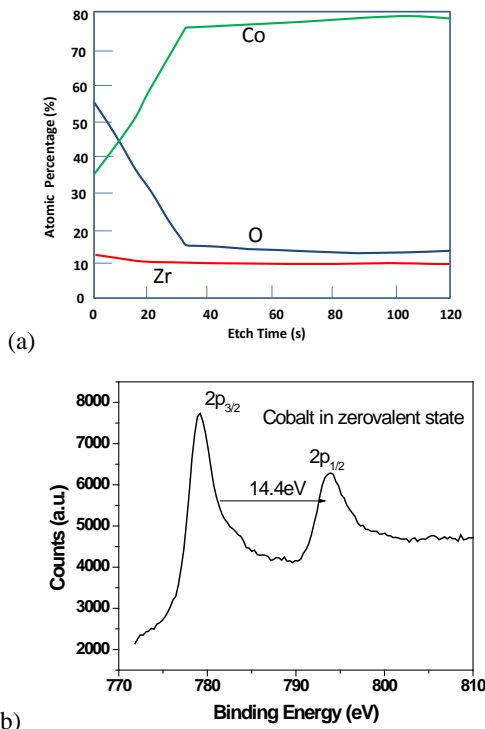 80
70
60
50
40
30
20
10
0
Atomic Percentage (%)
Co
O
Zr
0 20 40 60 80 100 120
Etch Time (s)
(a)
8000
7000
6000
5000
4000
3000
2000
Counts (a.u.)
2p3/2
Cobalt in zerovalent state
2p1/2
14.4eV
770 780 790 800 810
Binding Energy (eV)
b)